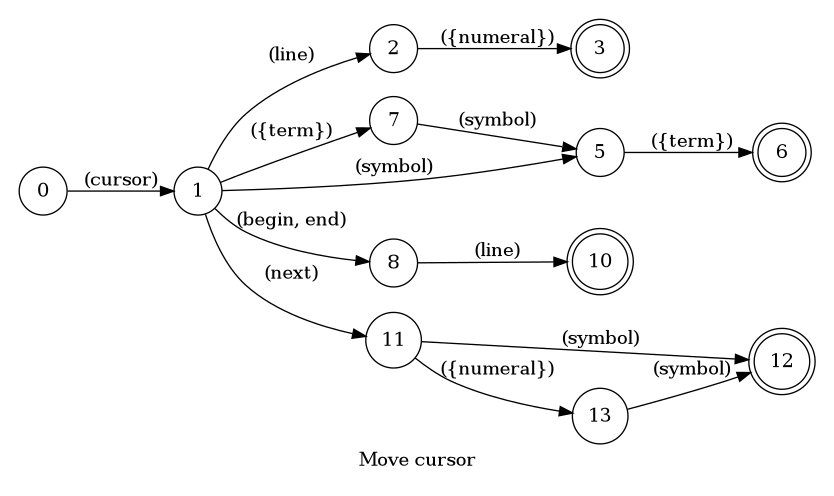 (line)
2
({numeral})
3
({term})
7
(symbol)
(symbol)
5
({term})
6
0
(cursor)
1
(begin, end)
8
(line)
10
(next)
11
(symbol)
12
({numeral})
13
(symbol)
Move cursor